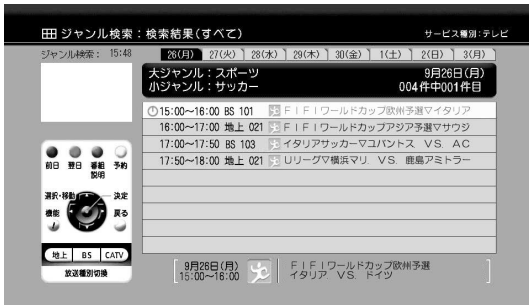 ジャンル検索：検索結果(すべて)
サービス種別：テレビ
ジャンル検索： 15:48
26(月) 27(火) 28(水) 29(木) 30(金) 1(土) 2(日) 3(月)
大ジャンル：スポーツ 9月26日(月)
小ジャンル：サッカー 004件中001件目
15:00~16:00 BS 101 ＦＩＦＩワールドカップ欧州予選▽イタリア
16:00~17:00 地上 021 ＦＩＦＩワールドカップアジア予選▽サウジ
17:00~17:50 BS 103 イタリアサッカー▽ユバントス ＶＳ．ＡＣ
17:50~18:00 地上 021 Ｕリーグ▽横浜マリ．ＶＳ．鹿島アミトラー
前日 翌日 番組説明 予約
選択・移動 決定
機能 戻る
地上 BS CATV
放送種別切換
9月26日(月)
15:00~16:00
ＦＩＦＩワールドカップ欧州予選
イタリア ＶＳ ドイツ